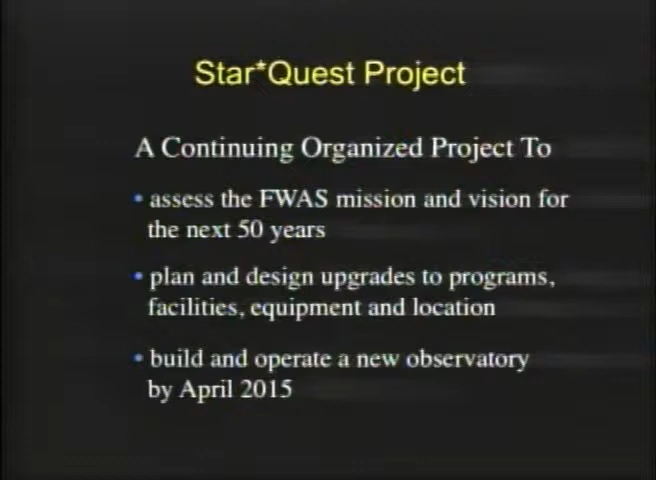 Star*Quest Project
A Continuing Organized Project To
• assess the FWAS mission and vision for
the next 50 years
• plan and design upgrades to programs,
facilities, equipment and location
• build and operate a new observatory
by April 2015